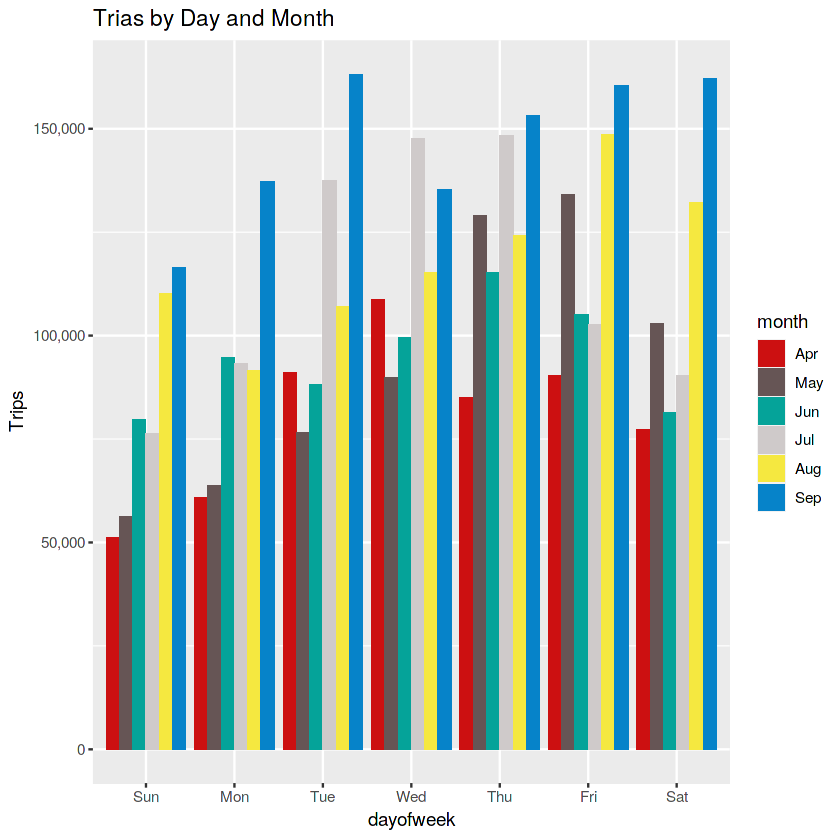 Trias by Day and Month
Trips
150,000
100,000
50,000
0
Sun Mon Tue Wed Thu Fri Sat
dayofweek
month
Apr
May
Jun
Jul
Aug
Sep